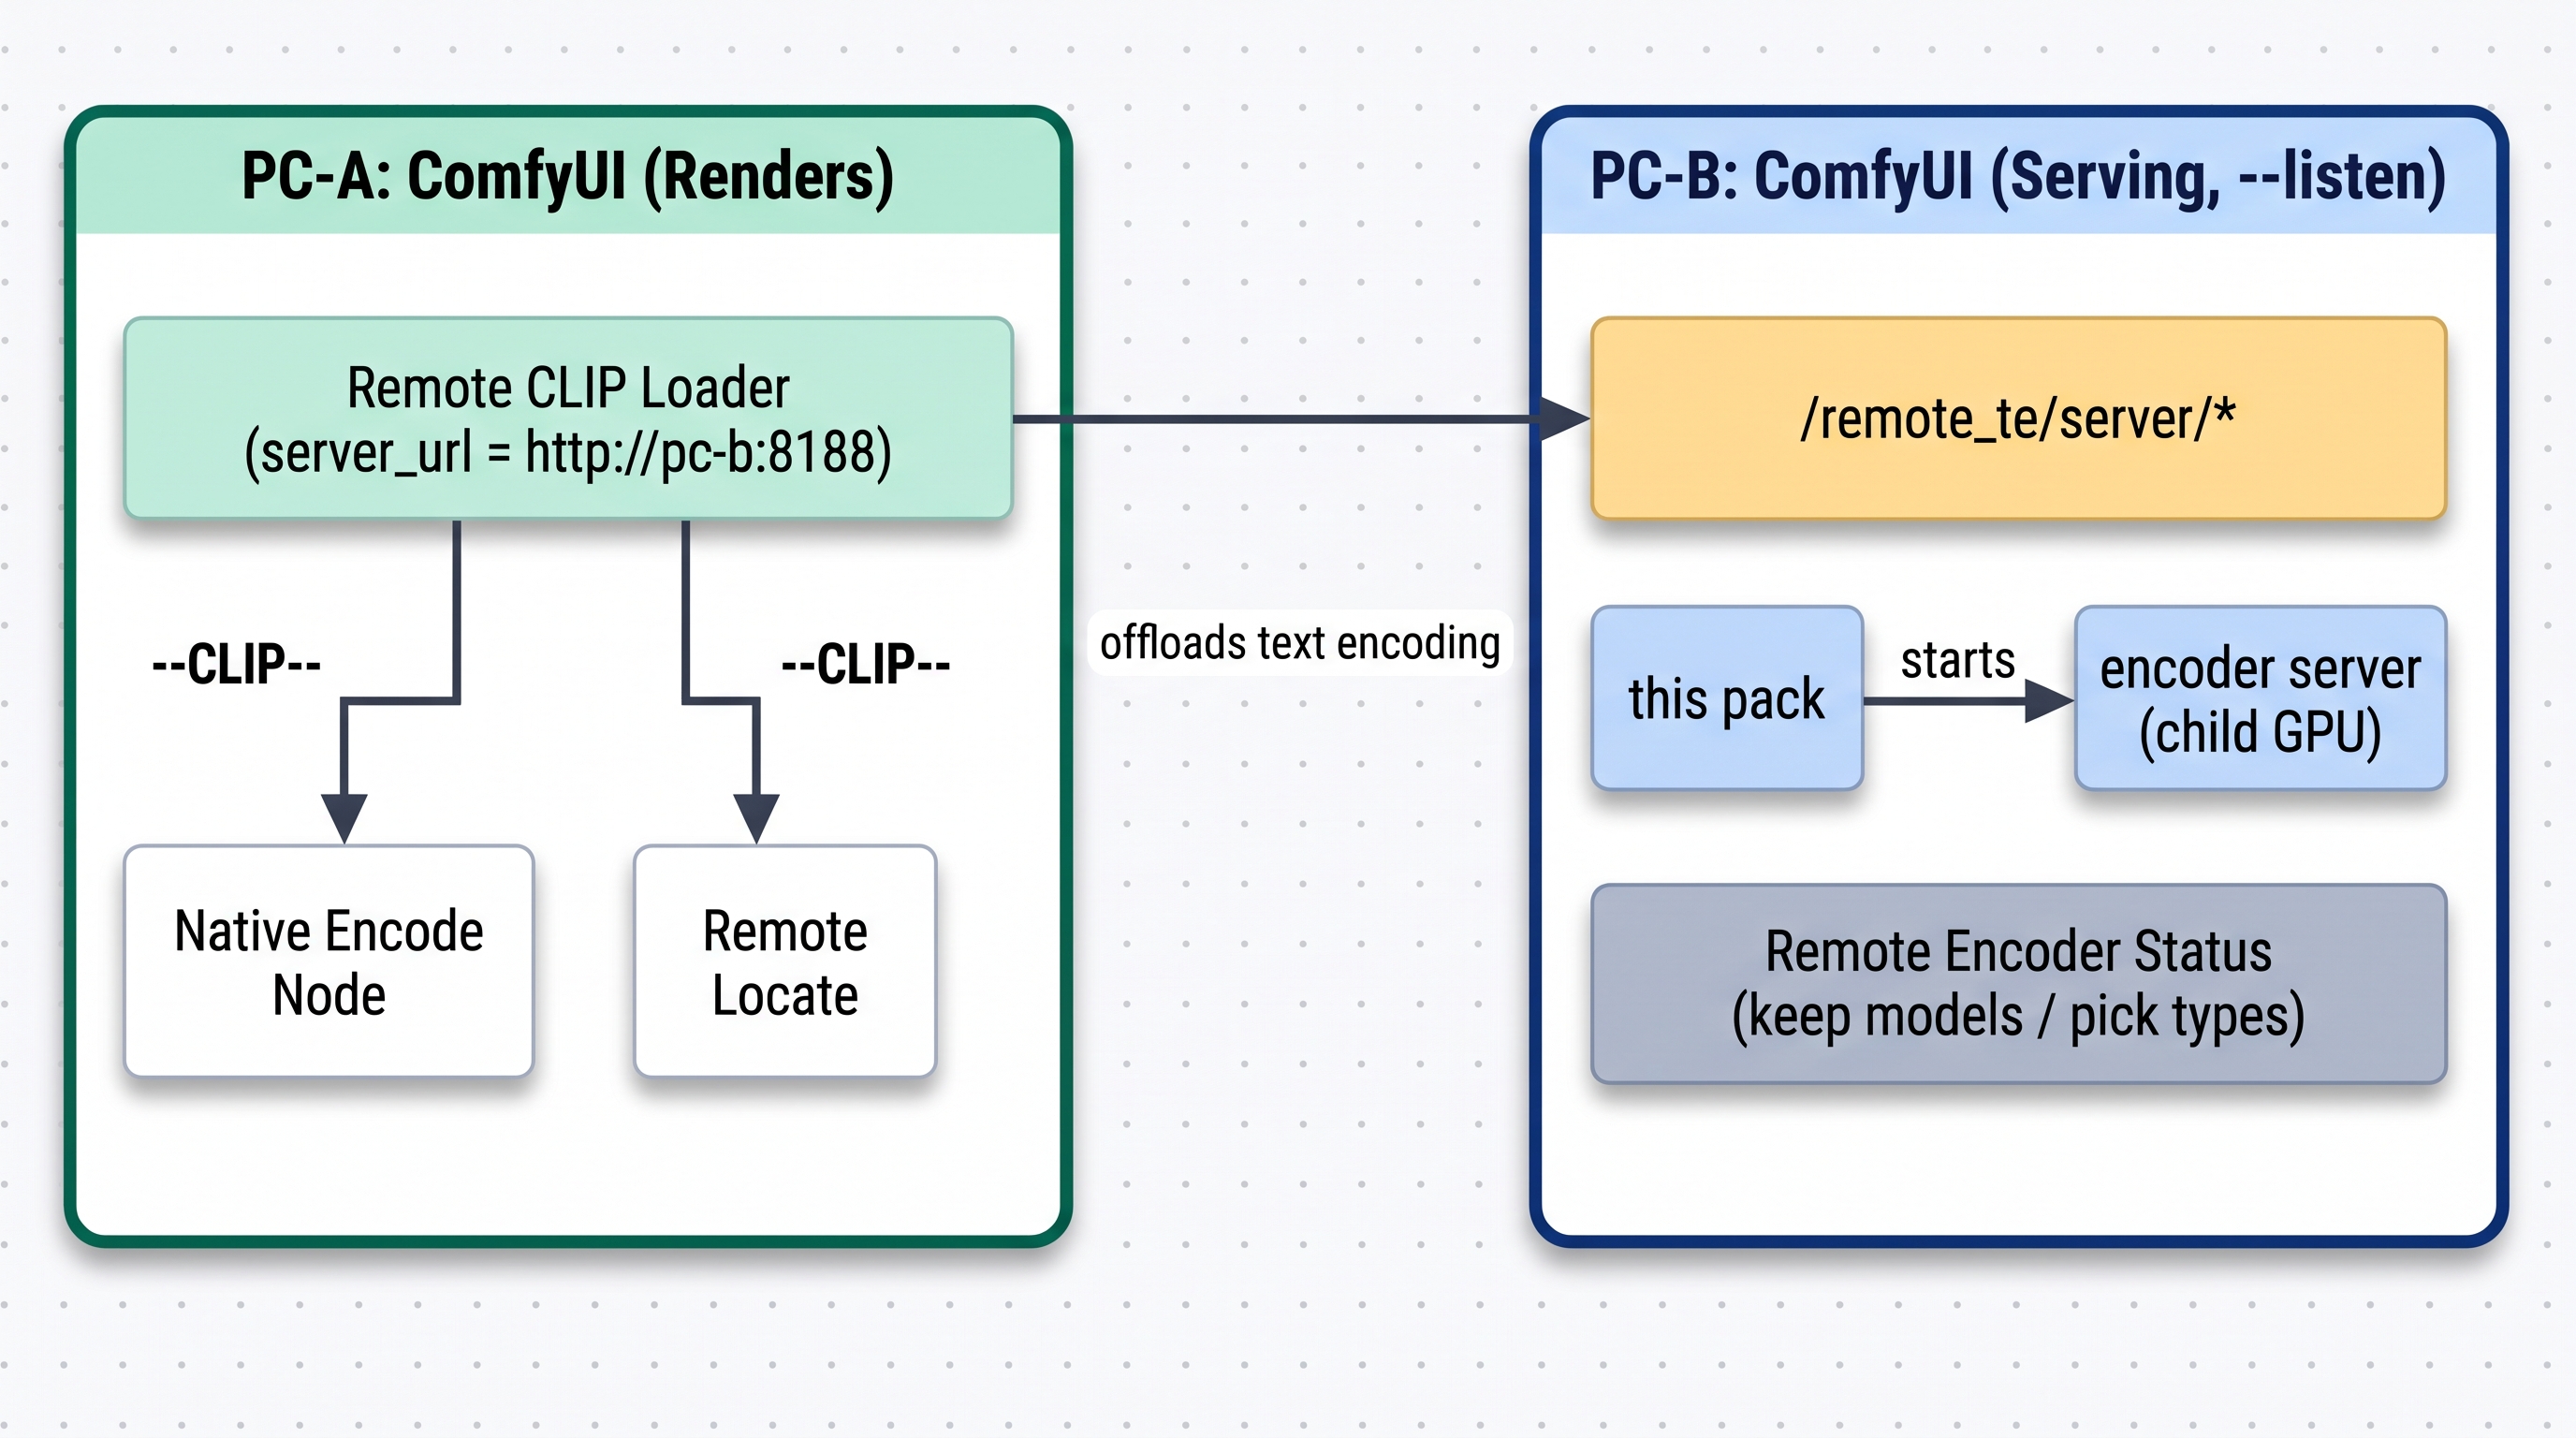 PC-A: ComfyUI (Renders)
Remote CLIP Loader
(server_url = http://pc-b:8188)
--CLIP--
--CLIP--
Native Encode
Node
Remote
Locate
offloads text encoding
PC-B: ComfyUI (Serving, --listen)
/remote_te/server/*
this pack
starts
encoder server
(child GPU)
Remote Encoder Status
(keep models / pick types)